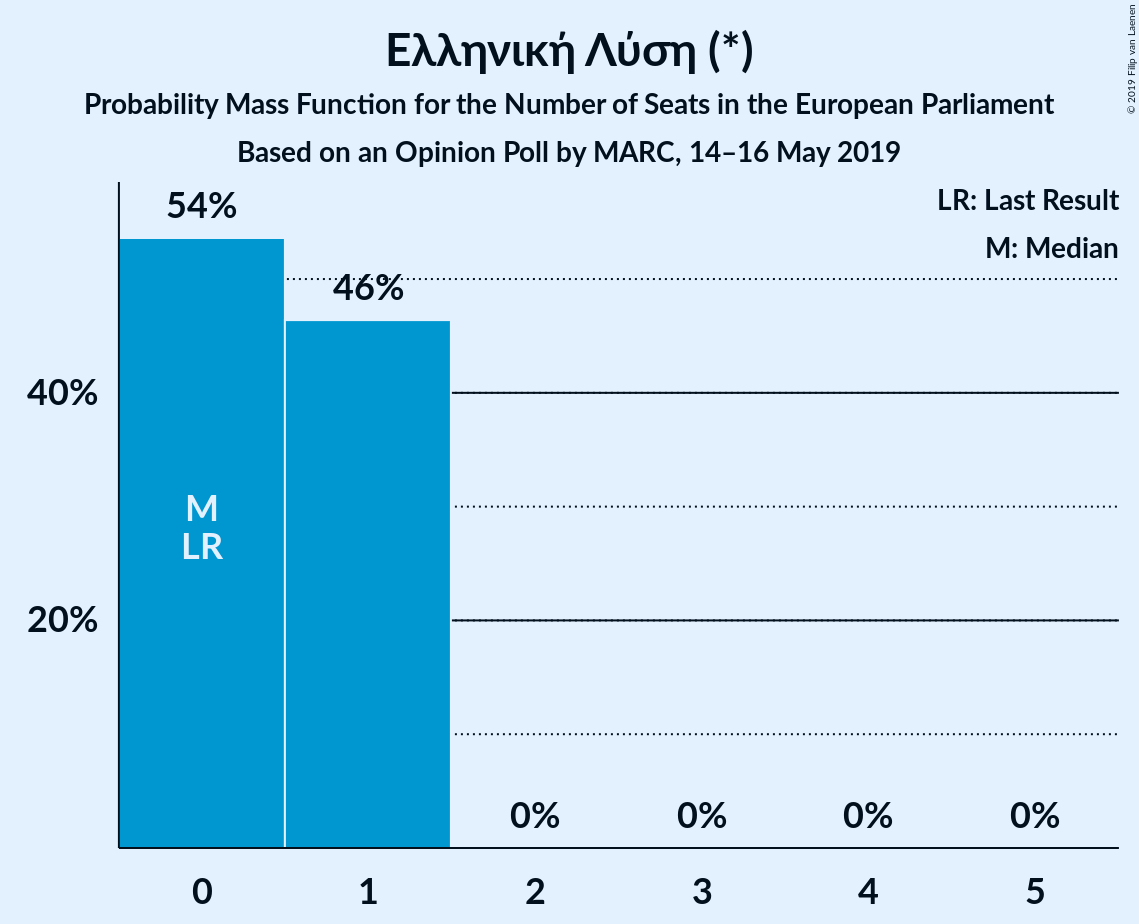 Ελληνική Λύση (*)
Probability Mass Function for the Number of Seats in the European Parliament
Based on an Opinion Poll by MARC, 14–16 May 2019
© 2019 Filip van Laenen
LR: Last Result
M: Median
54%
46%
40%
20%
M
LR
0%
0%
0%
0%
0
1
2
3
4
5